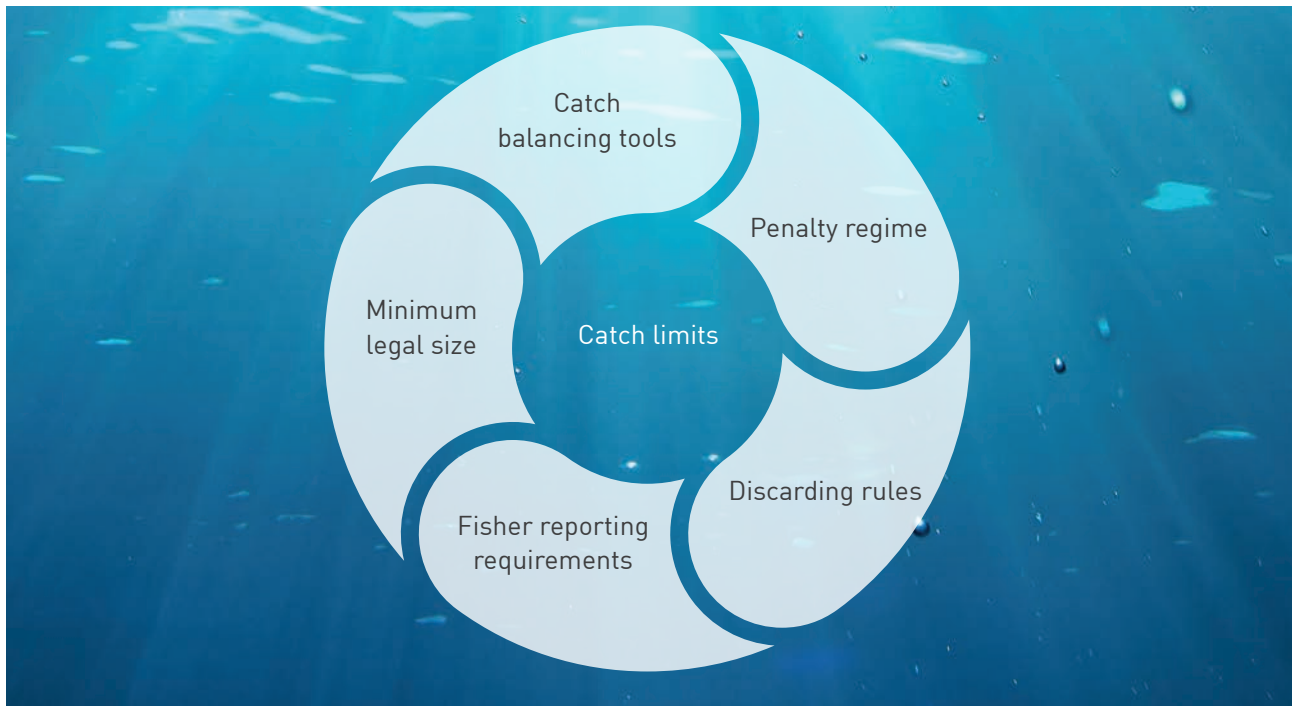 Catch
balancing tools
Penalty regime
Minimum
legal size
Catch limits
Discarding rules
Fisher reporting
requirements